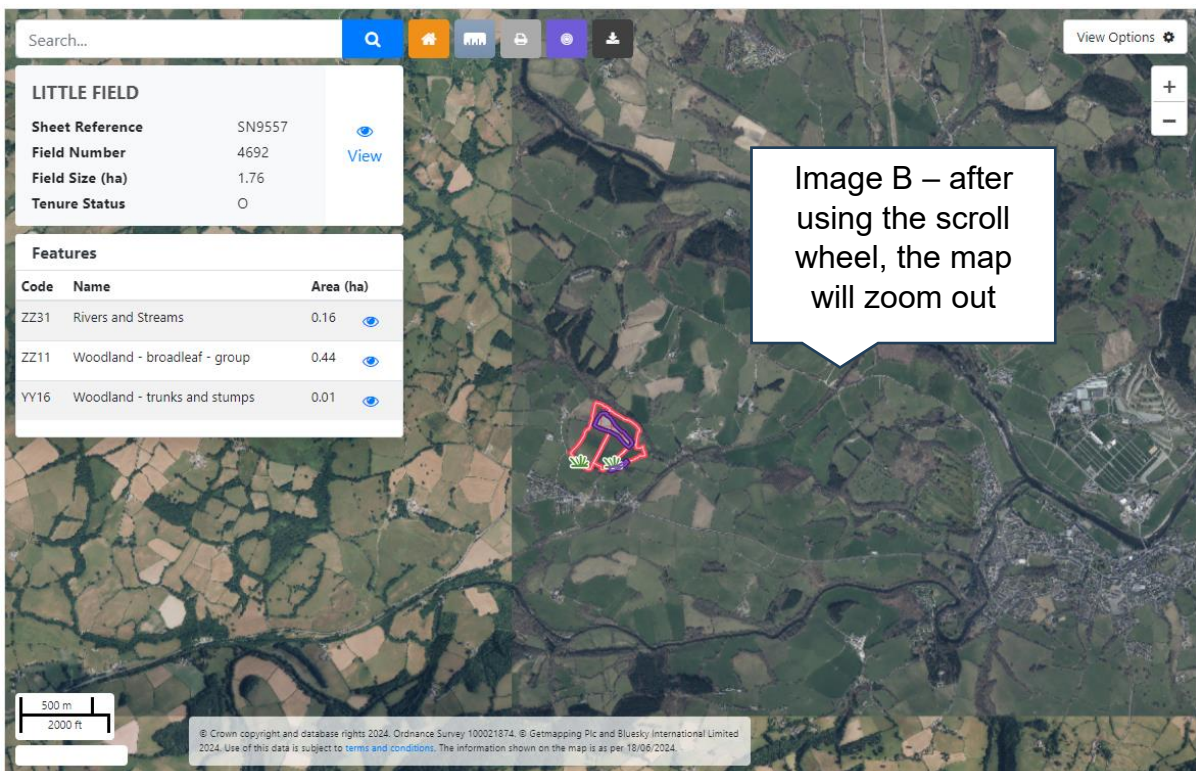 Search...
View Options
LITTLE FIELD
Sheet Reference SN9557
Field Number 4692
Field Size (ha) 1.76
Tenure Status O
View
+
−
Features
Code Name Area (ha)
ZZ31 Rivers and Streams 0.16
ZZ11 Woodland - broadleaf - group 0.44
YY16 Woodland - trunks and stumps 0.01
Image B – after
using the scroll
wheel, the map
will zoom out
500 m
2000 ft
© Crown copyright and database rights 2024. Ordnance Survey 100021874. © Getmapping Plc and Bluesky International Limited
2024. Use of this data is subject to terms and conditions. The information shown on the map is as per 18/06/2024.